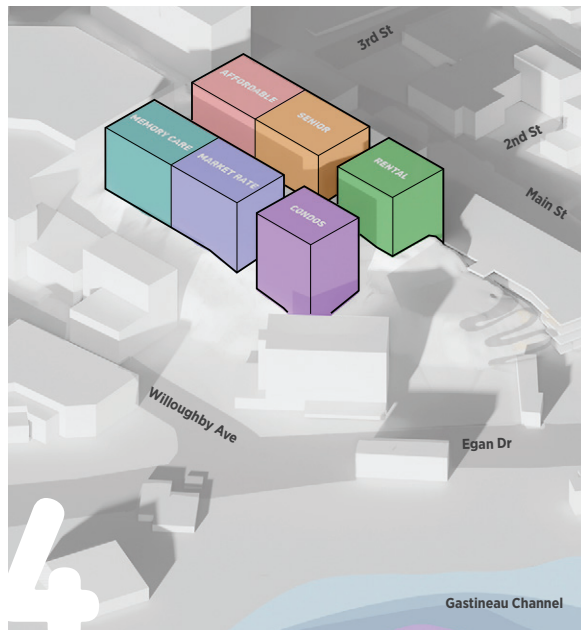 3rd St
AFFORDABLE
SENIOR
2nd St
MEMORY CARE
MARKET RATE
RENTAL
Main St
CONDOS
Willoughby Ave
Egan Dr
4
Gastineau Channel